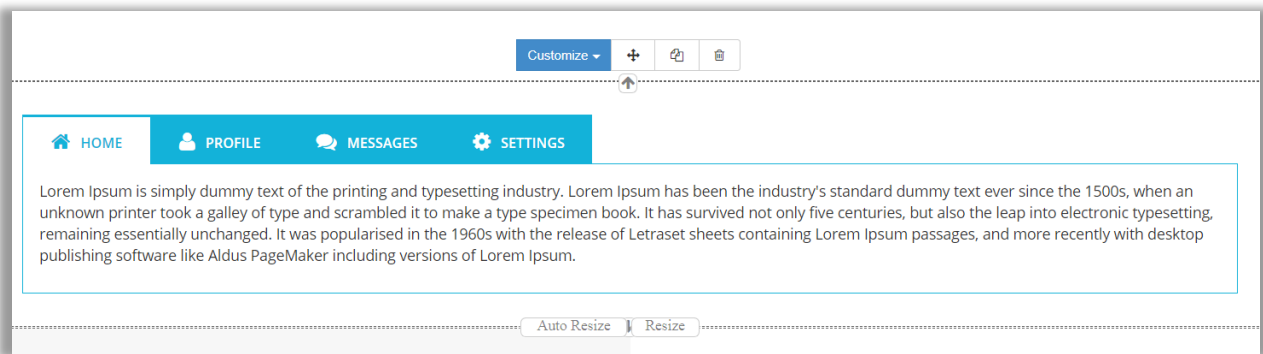 Customize
HOME PROFILE MESSAGES SETTINGS
Lorem Ipsum is simply dummy text of the printing and typesetting industry. Lorem Ipsum has been the industry's standard dummy text ever since the 1500s, when an
unknown printer took a galley of type and scrambled it to make a type specimen book. It has survived not only five centuries, but also the leap into electronic typesetting,
remaining essentially unchanged. It was popularised in the 1960s with the release of Letraset sheets containing Lorem Ipsum passages, and more recently with desktop
publishing software like Aldus PageMaker including versions of Lorem Ipsum.
Auto Resize Resize